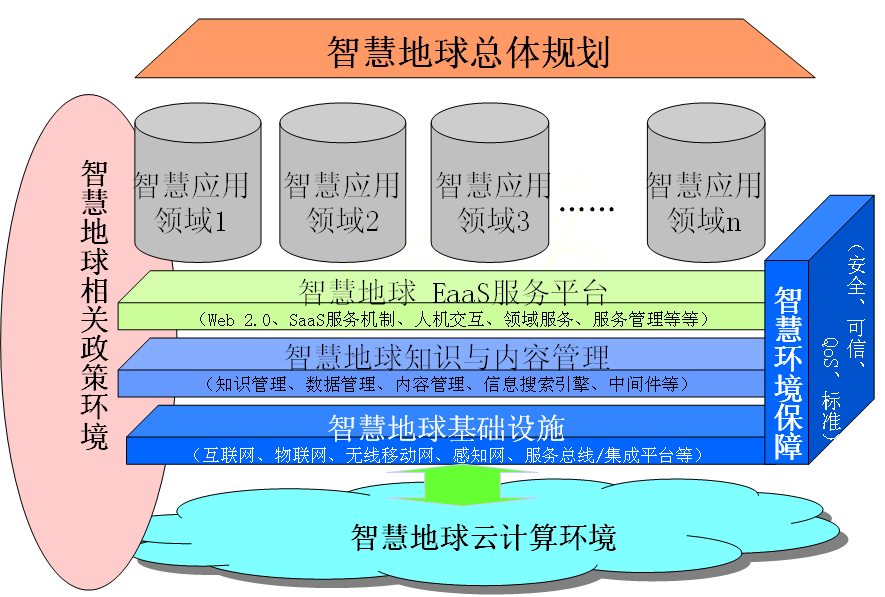 智慧地球总体规划
智慧应用
领域1
智慧应用
领域2
智慧应用
领域3
……
智慧应用
领域n
智慧地球相关政策环境
智慧地球 EaaS服务平台
（Web 2.0、SaaS服务机制、人机交互、领域服务、服务管理等等）
智慧地球知识与内容管理
（知识管理、数据管理、内容管理、信息搜索引擎、中间件等）
智慧地球基础设施
（互联网、物联网、无线移动网、感知网、服务总线/集成平台等）
智慧环境保障
（安全、可信、
QoS、标准）
智慧地球云计算环境